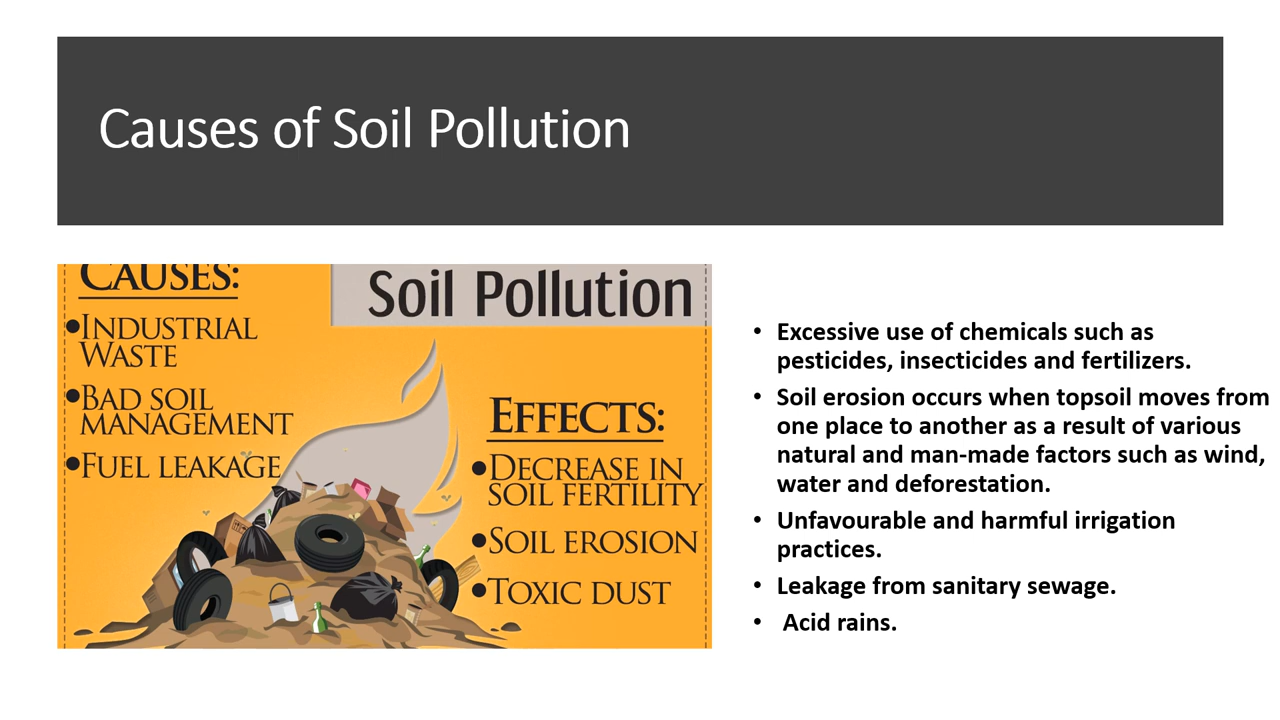 Causes of Soil Pollution
CAUSES:
•INDUSTRIAL
WASTE
•BAD SOIL
MANAGEMENT
•FUEL LEAKAGE
Soil Pollution
EFFECTS:
•DECREASE IN
SOIL FERTILITY
•SOIL EROSION
•TOXIC DUST
• Excessive use of chemicals such as
pesticides, insecticides and fertilizers.
• Soil erosion occurs when topsoil moves from
one place to another as a result of various
natural and man-made factors such as wind,
water and deforestation.
• Unfavourable and harmful irrigation
practices.
• Leakage from sanitary sewage.
• Acid rains.